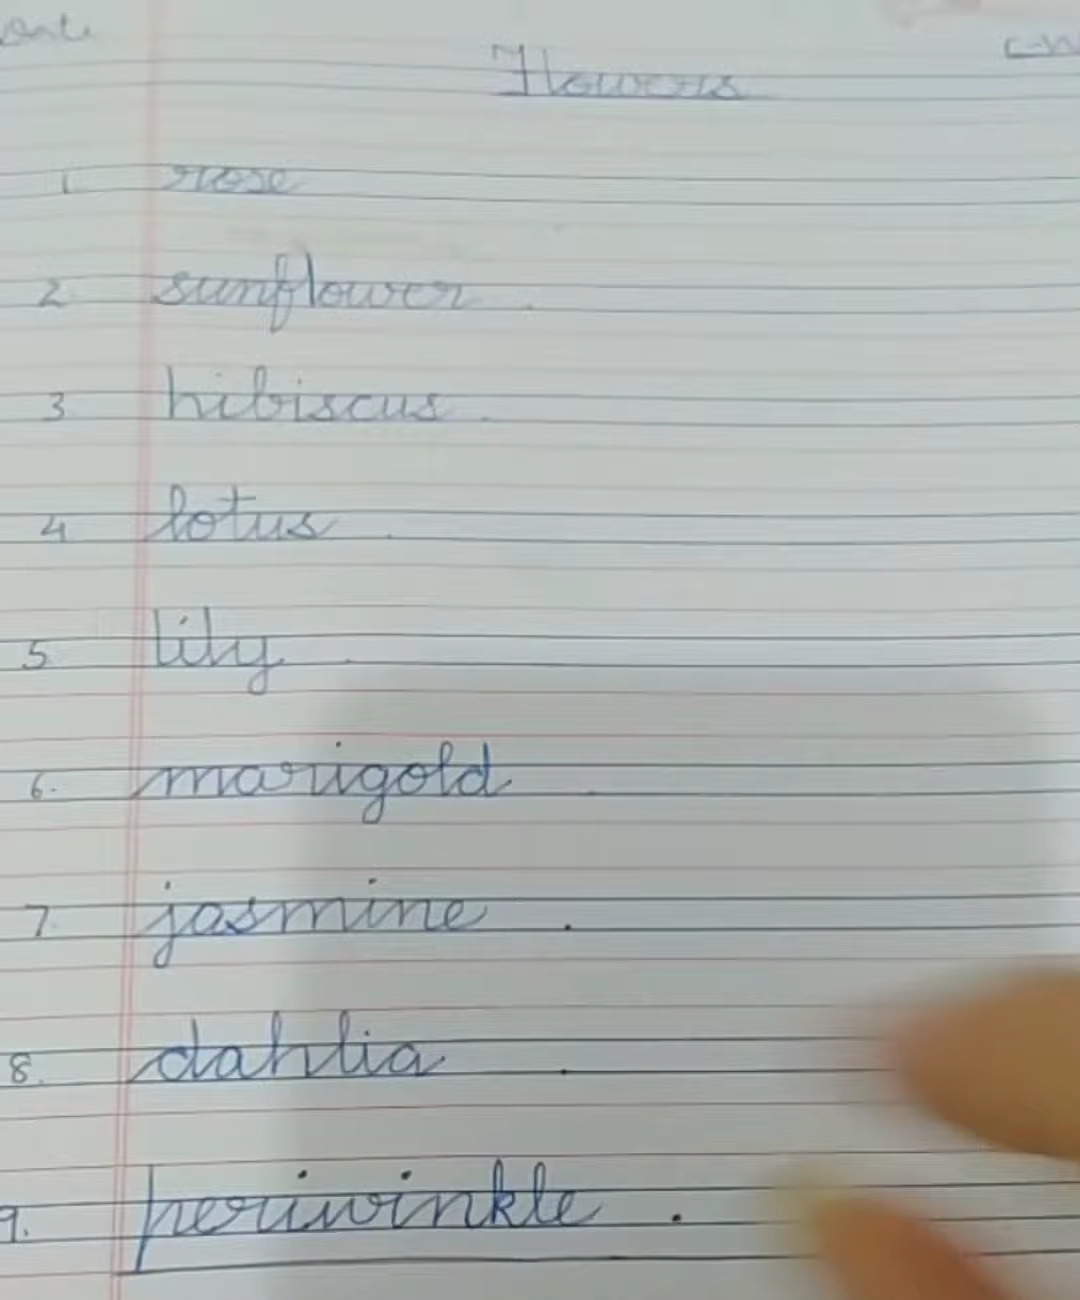 Date
C-W
Flowers
1 rose
2 sunflower .
3 hibiscus .
4 lotus .
5 lily .
6. marigold .
7. jasmine .
8. dahlia .
9. periwinkle .